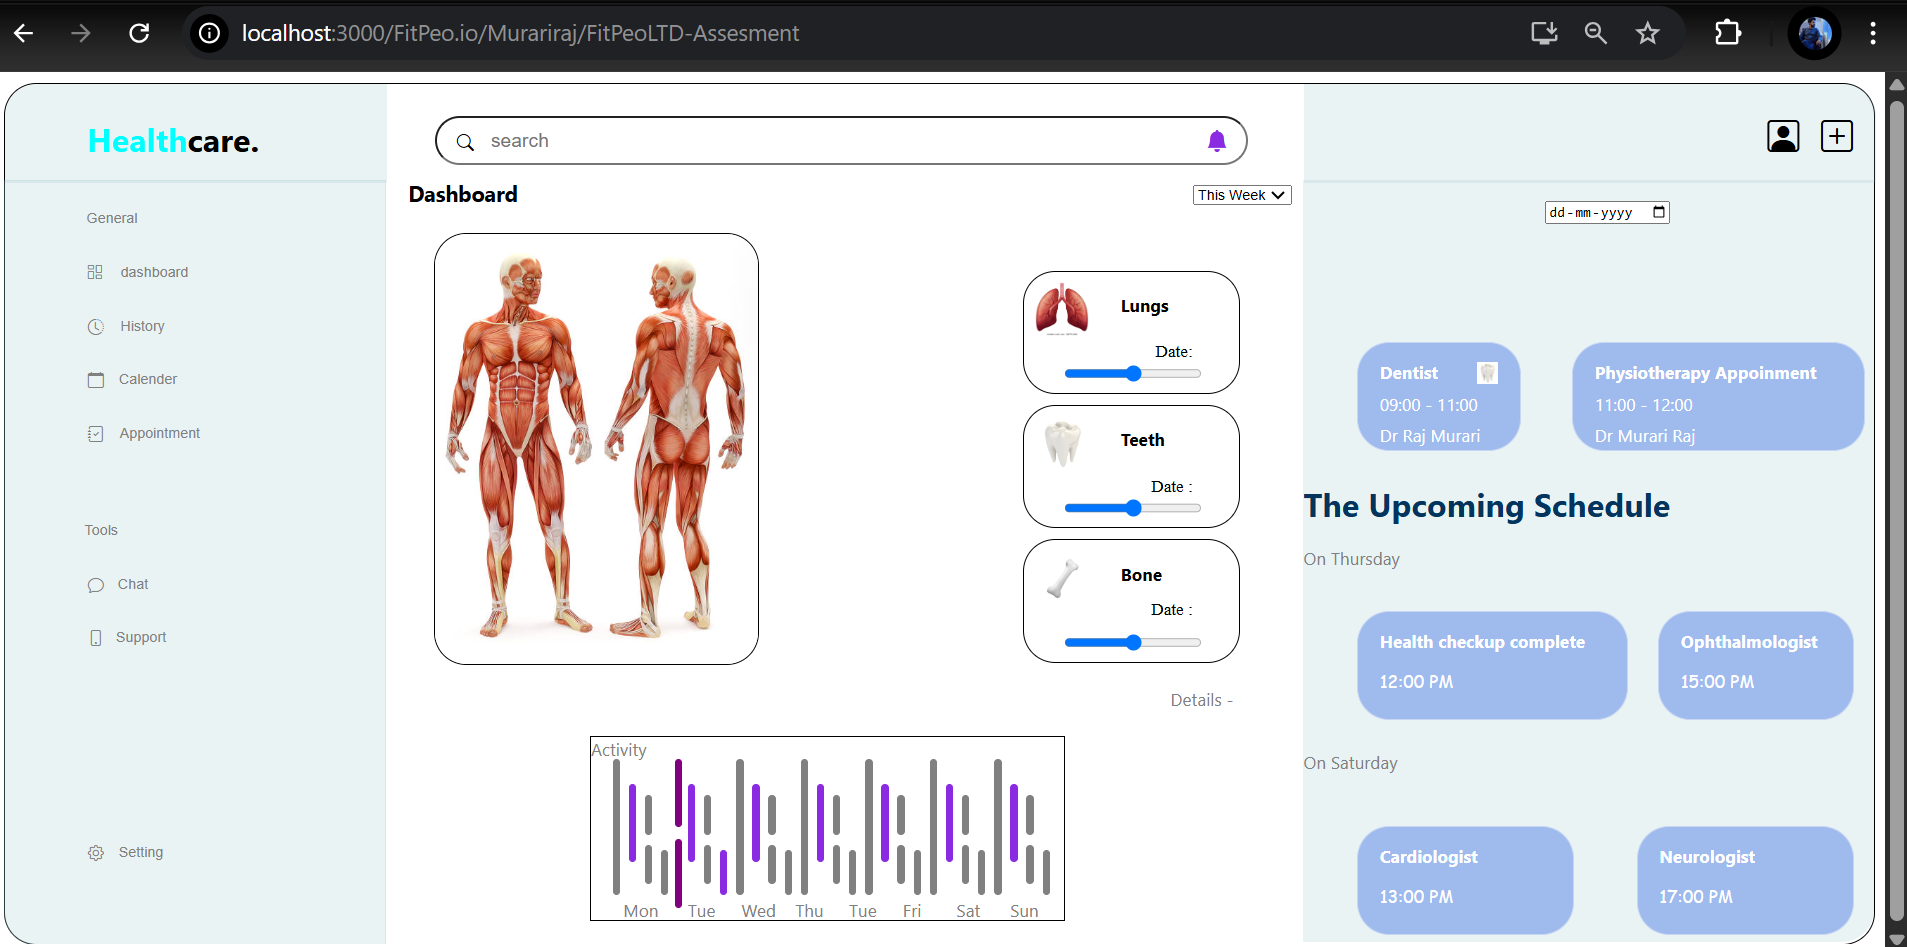 localhost:3000/FitPeo.io/Murariraj/FitPeoLTD-Assesment
Healthcare.
General
dashboard
History
Calender
Appointment
Tools
Chat
Support
Setting
search
Dashboard
This Week
Lungs
Date:
Teeth
Date :
Bone
Date :
Details -
Activity
Mon Tue Wed Thu Tue Fri Sat Sun
dd-mm-yyyy
Dentist
09:00 - 11:00
Dr Raj Murari
Physiotherapy Appoinment
11:00 - 12:00
Dr Murari Raj
The Upcoming Schedule
On Thursday
Health checkup complete
12:00 PM
Ophthalmologist
15:00 PM
On Saturday
Cardiologist
13:00 PM
Neurologist
17:00 PM